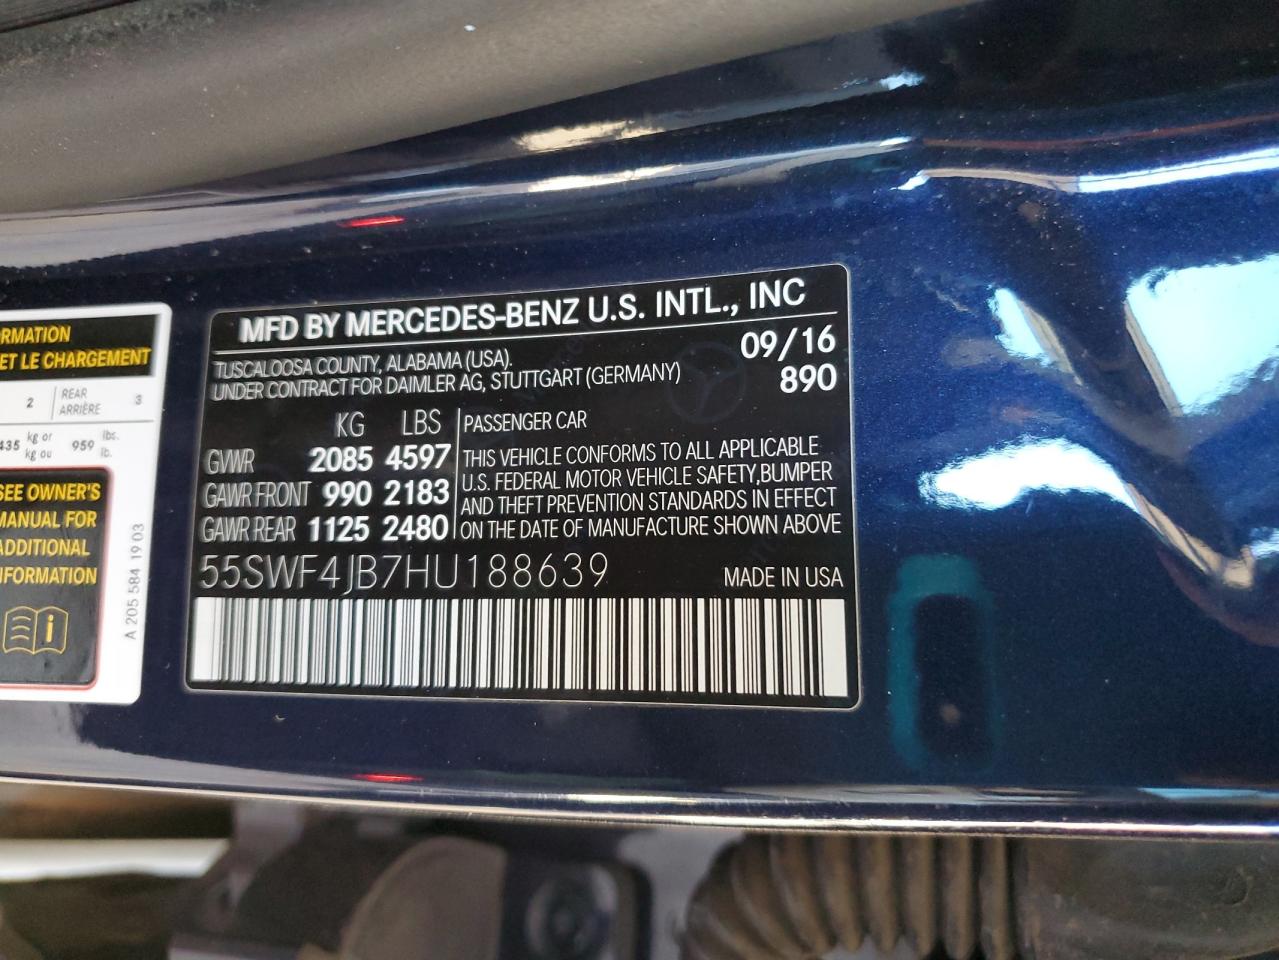 ORMATION
ET LE CHARGEMENT
2 REAR ARRIÈRE 3
435 kg or kg ou 959 lbs. lb.
SEE OWNER'S
MANUAL FOR
ADDITIONAL
NFORMATION
A 205 584 19 03
MFD BY MERCEDES-BENZ U.S. INTL., INC
TUSCALOOSA COUNTY, ALABAMA (USA). 09/16
UNDER CONTRACT FOR DAIMLER AG, STUTTGART (GERMANY) 890
KG LBS
GVWR 2085 4597
GAWR FRONT 990 2183
GAWR REAR 1125 2480
PASSENGER CAR
THIS VEHICLE CONFORMS TO ALL APPLICABLE
U.S. FEDERAL MOTOR VEHICLE SAFETY,BUMPER
AND THEFT PREVENTION STANDARDS IN EFFECT
ON THE DATE OF MANUFACTURE SHOWN ABOVE
55SWF4JB7HU188639 MADE IN USA